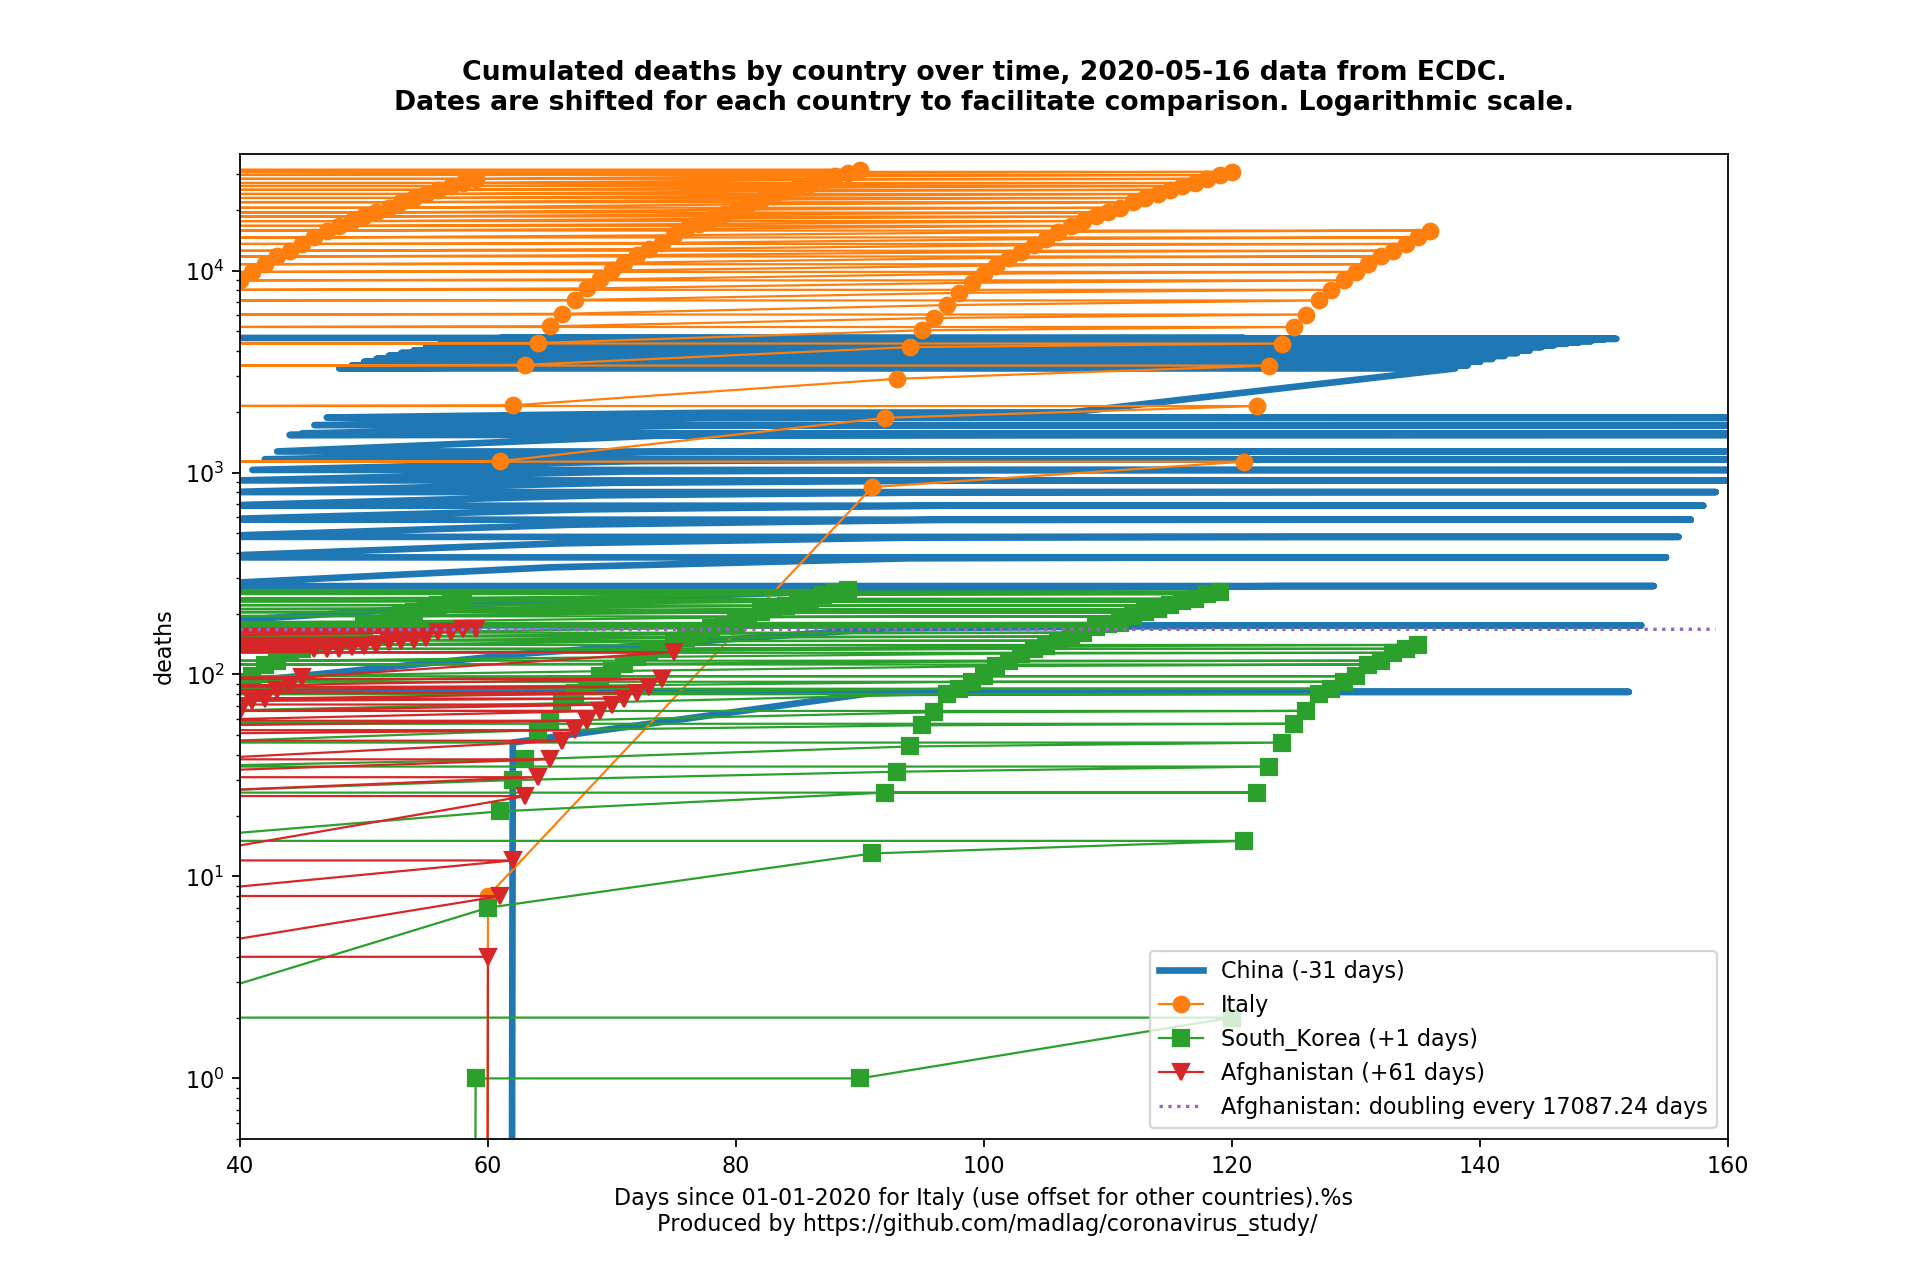 Cumulated deaths by country over time, 2020-05-16 data from ECDC.
Dates are shifted for each country to facilitate comparison. Logarithmic scale.
deaths
10⁴
10³
10²
10¹
10⁰
China (-31 days)
Italy
South_Korea (+1 days)
Afghanistan (+61 days)
Afghanistan: doubling every 17087.24 days
40 60 80 100 120 140 160
Days since 01-01-2020 for Italy (use offset for other countries).%s
Produced by https://github.com/madlag/coronavirus_study/